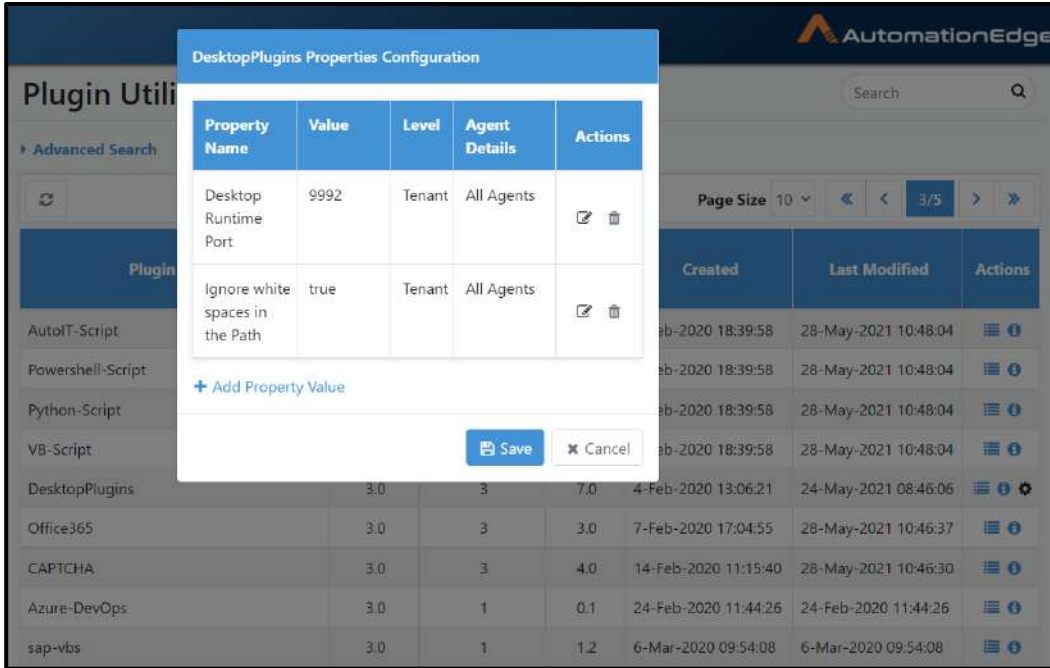 AutomationEdge
DesktopPlugins Properties Configuration
Plugin Utili
Search
Advanced Search
Property Name Value Level Agent Details Actions
Desktop Runtime Port 9992 Tenant All Agents
Ignore white spaces in the Path true Tenant All Agents
+ Add Property Value
Save × Cancel
Page Size 10 3/5
Plugin Created Last Modified Actions
AutoIT-Script eb-2020 18:39:58 28-May-2021 10:48:04
Powershell-Script eb-2020 18:39:58 28-May-2021 10:48:04
Python-Script eb-2020 18:39:58 28-May-2021 10:48:04
VB-Script eb-2020 18:39:58 28-May-2021 10:48:04
DesktopPlugins 3.0 3 7.0 4-Feb-2020 13:06:21 24-May-2021 08:46:06
Office365 3.0 3 3.0 7-Feb-2020 17:04:55 28-May-2021 10:46:37
CAPTCHA 3.0 3 4.0 14-Feb-2020 11:15:40 28-May-2021 10:46:30
Azure-DevOps 3.0 1 0.1 24-Feb-2020 11:44:26 24-Feb-2020 11:44:26
sap-vbs 3.0 1 1.2 6-Mar-2020 09:54:08 6-Mar-2020 09:54:08